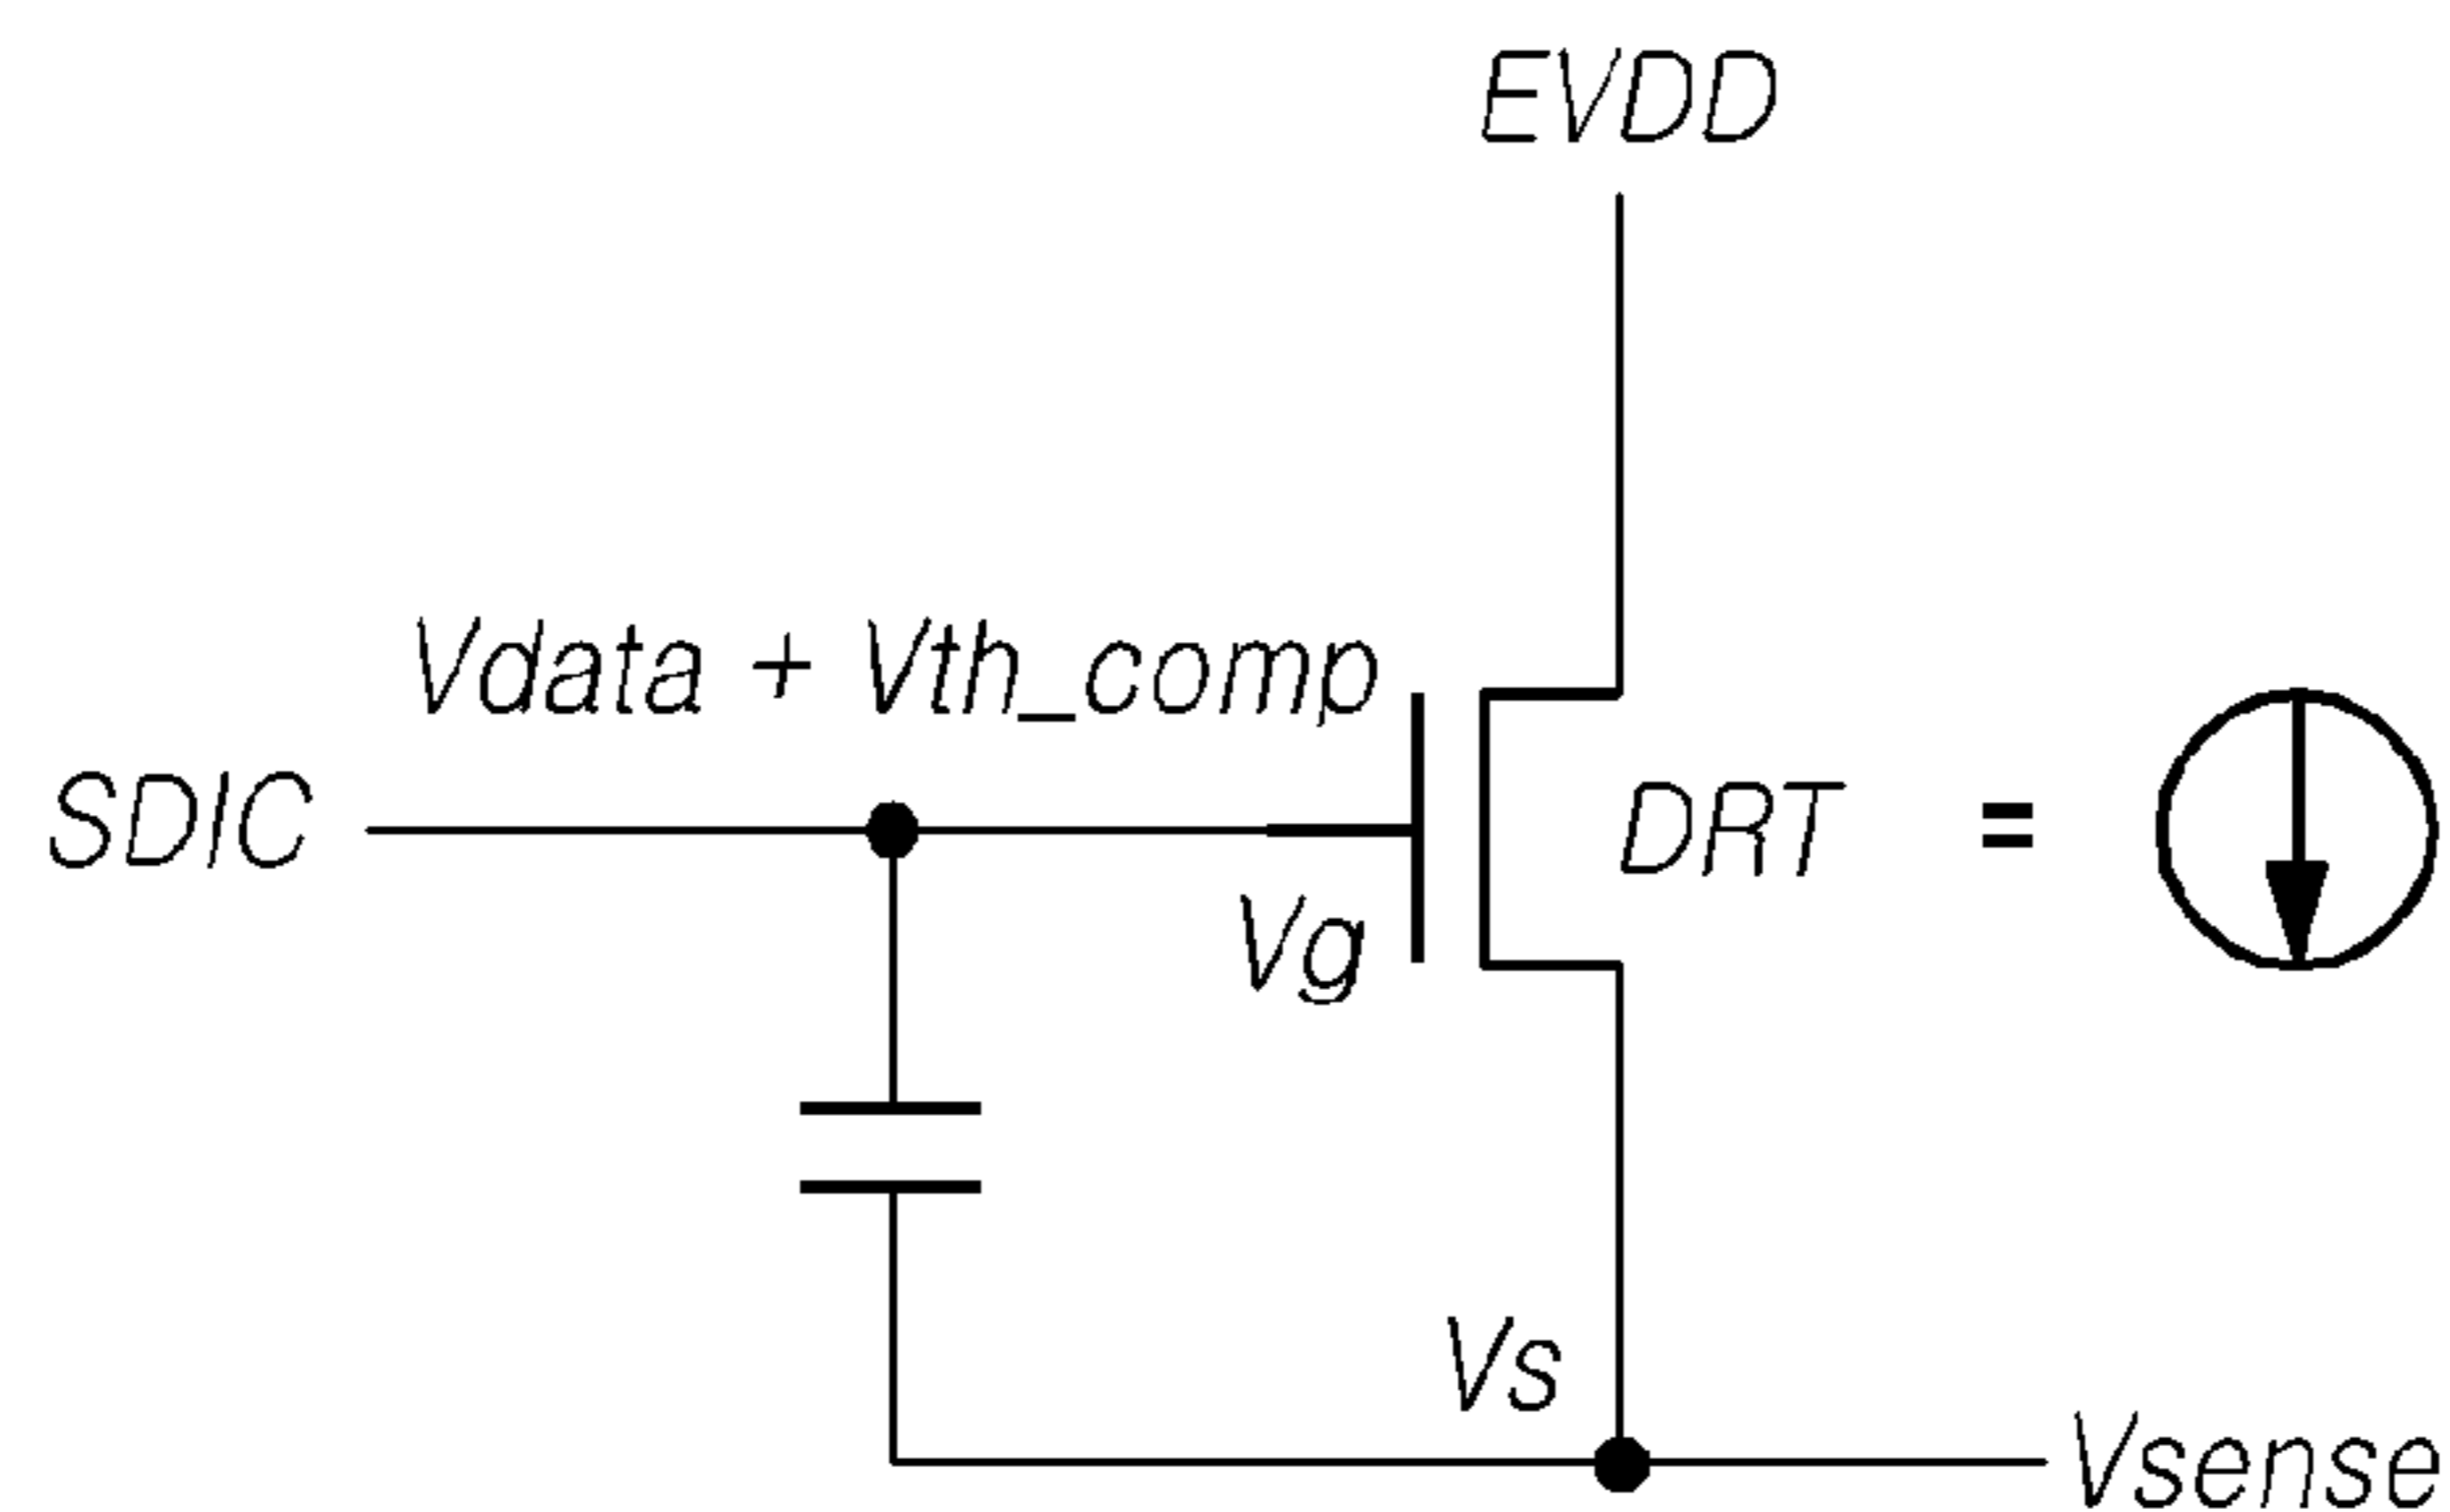 EVDD
Vdata + Vth_comp
SDIC
DRT =
Vg
Vs
Vsense